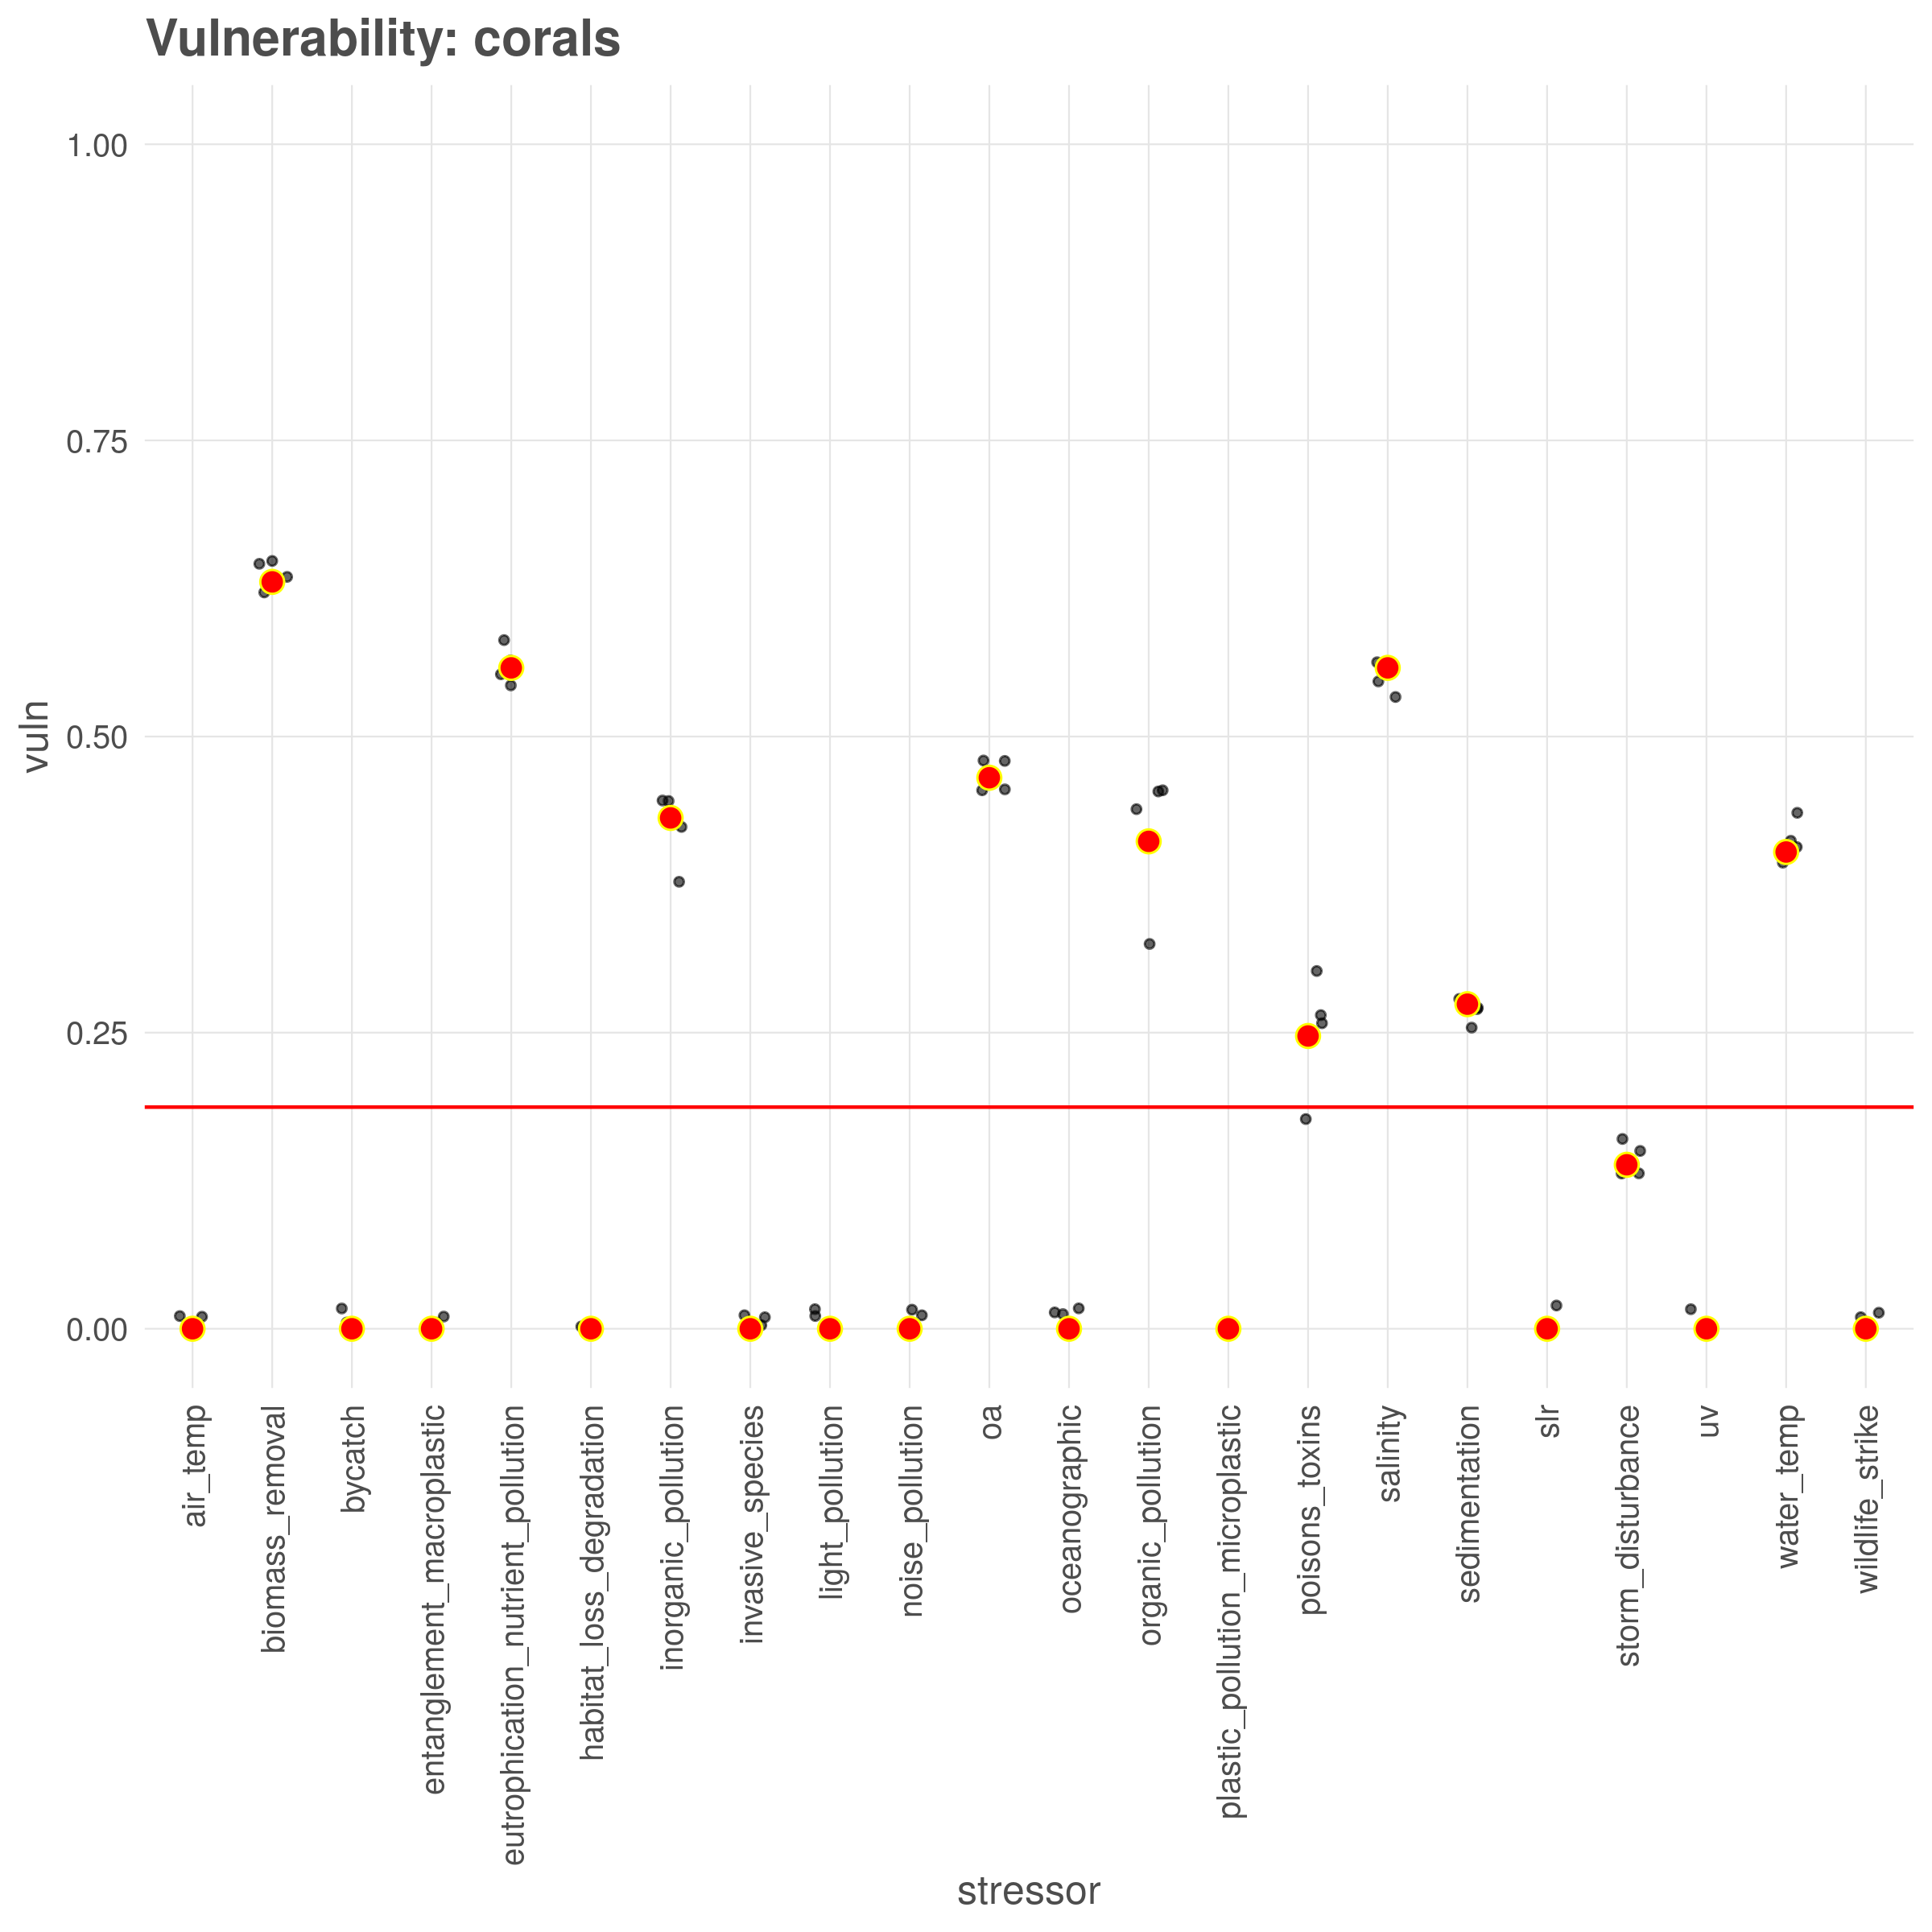 Vulnerability: corals
1.00
0.75
0.50
0.25
0.00
vuln
air_temp
biomass_removal
bycatch
entanglement_macroplastic
eutrophication_nutrient_pollution
habitat_loss_degradation
inorganic_pollution
invasive_species
light_pollution
noise_pollution
oa
oceanographic
organic_pollution
plastic_pollution_microplastic
poisons_toxins
salinity
sedimentation
slr
storm_disturbance
uv
water_temp
wildlife_strike
stressor